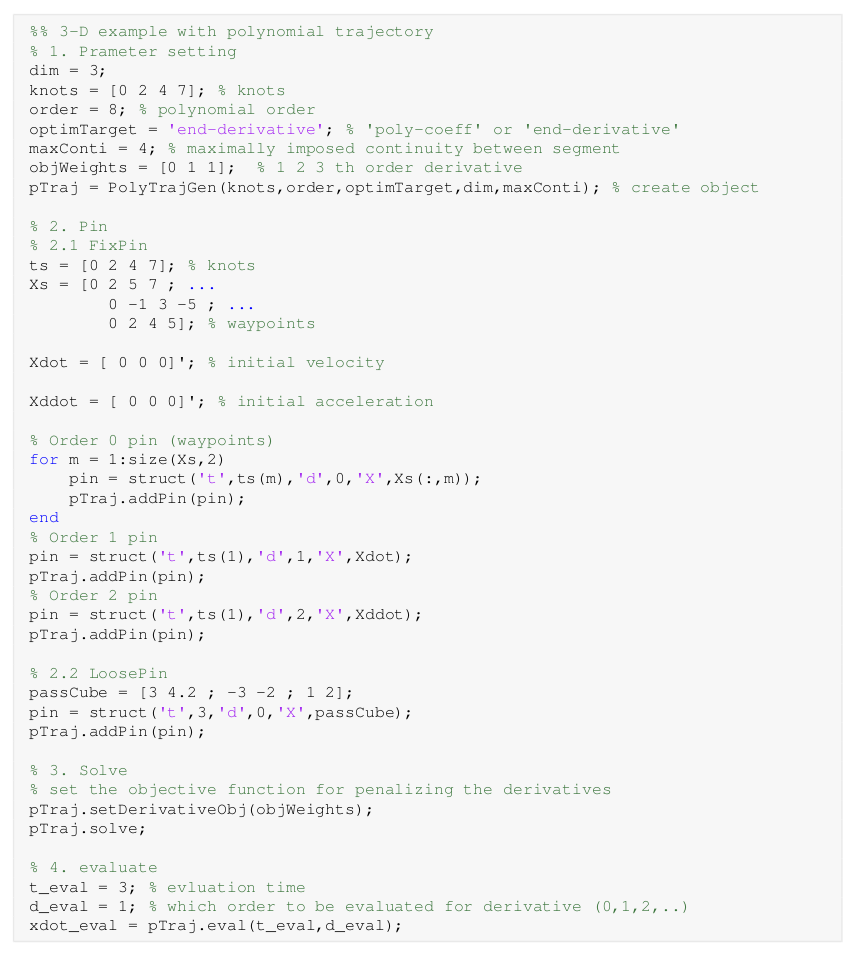 %% 3-D example with polynomial trajectory
% 1. Prameter setting
dim = 3;
knots = [0 2 4 7]; % knots
order = 8; % polynomial order
optimTarget = 'end-derivative'; % 'poly-coeff' or 'end-derivative'
maxConti = 4; % maximally imposed continuity between segment
objWeights = [0 1 1];  % 1 2 3 th order derivative
pTraj = PolyTrajGen(knots,order,optimTarget,dim,maxConti); % create object

% 2. Pin
% 2.1 FixPin
ts = [0 2 4 7]; % knots
Xs = [0 2 5 7 ; ...
        0 -1 3 -5 ; ...
        0 2 4 5]; % waypoints

Xdot = [ 0 0 0]'; % initial velocity

Xddot = [ 0 0 0]'; % initial acceleration

% Order 0 pin (waypoints)
for m = 1:size(Xs,2)
    pin = struct('t',ts(m),'d',0,'X',Xs(:,m));
    pTraj.addPin(pin);
end
% Order 1 pin
pin = struct('t',ts(1),'d',1,'X',Xdot);
pTraj.addPin(pin);
% Order 2 pin
pin = struct('t',ts(1),'d',2,'X',Xddot);
pTraj.addPin(pin);

% 2.2 LoosePin
passCube = [3 4.2 ; -3 -2 ; 1 2];
pin = struct('t',3,'d',0,'X',passCube);
pTraj.addPin(pin);

% 3. Solve
% set the objective function for penalizing the derivatives
pTraj.setDerivativeObj(objWeights);
pTraj.solve;

% 4. evaluate
t_eval = 3; % evluation time
d_eval = 1; % which order to be evaluated for derivative (0,1,2,..)
xdot_eval = pTraj.eval(t_eval,d_eval);